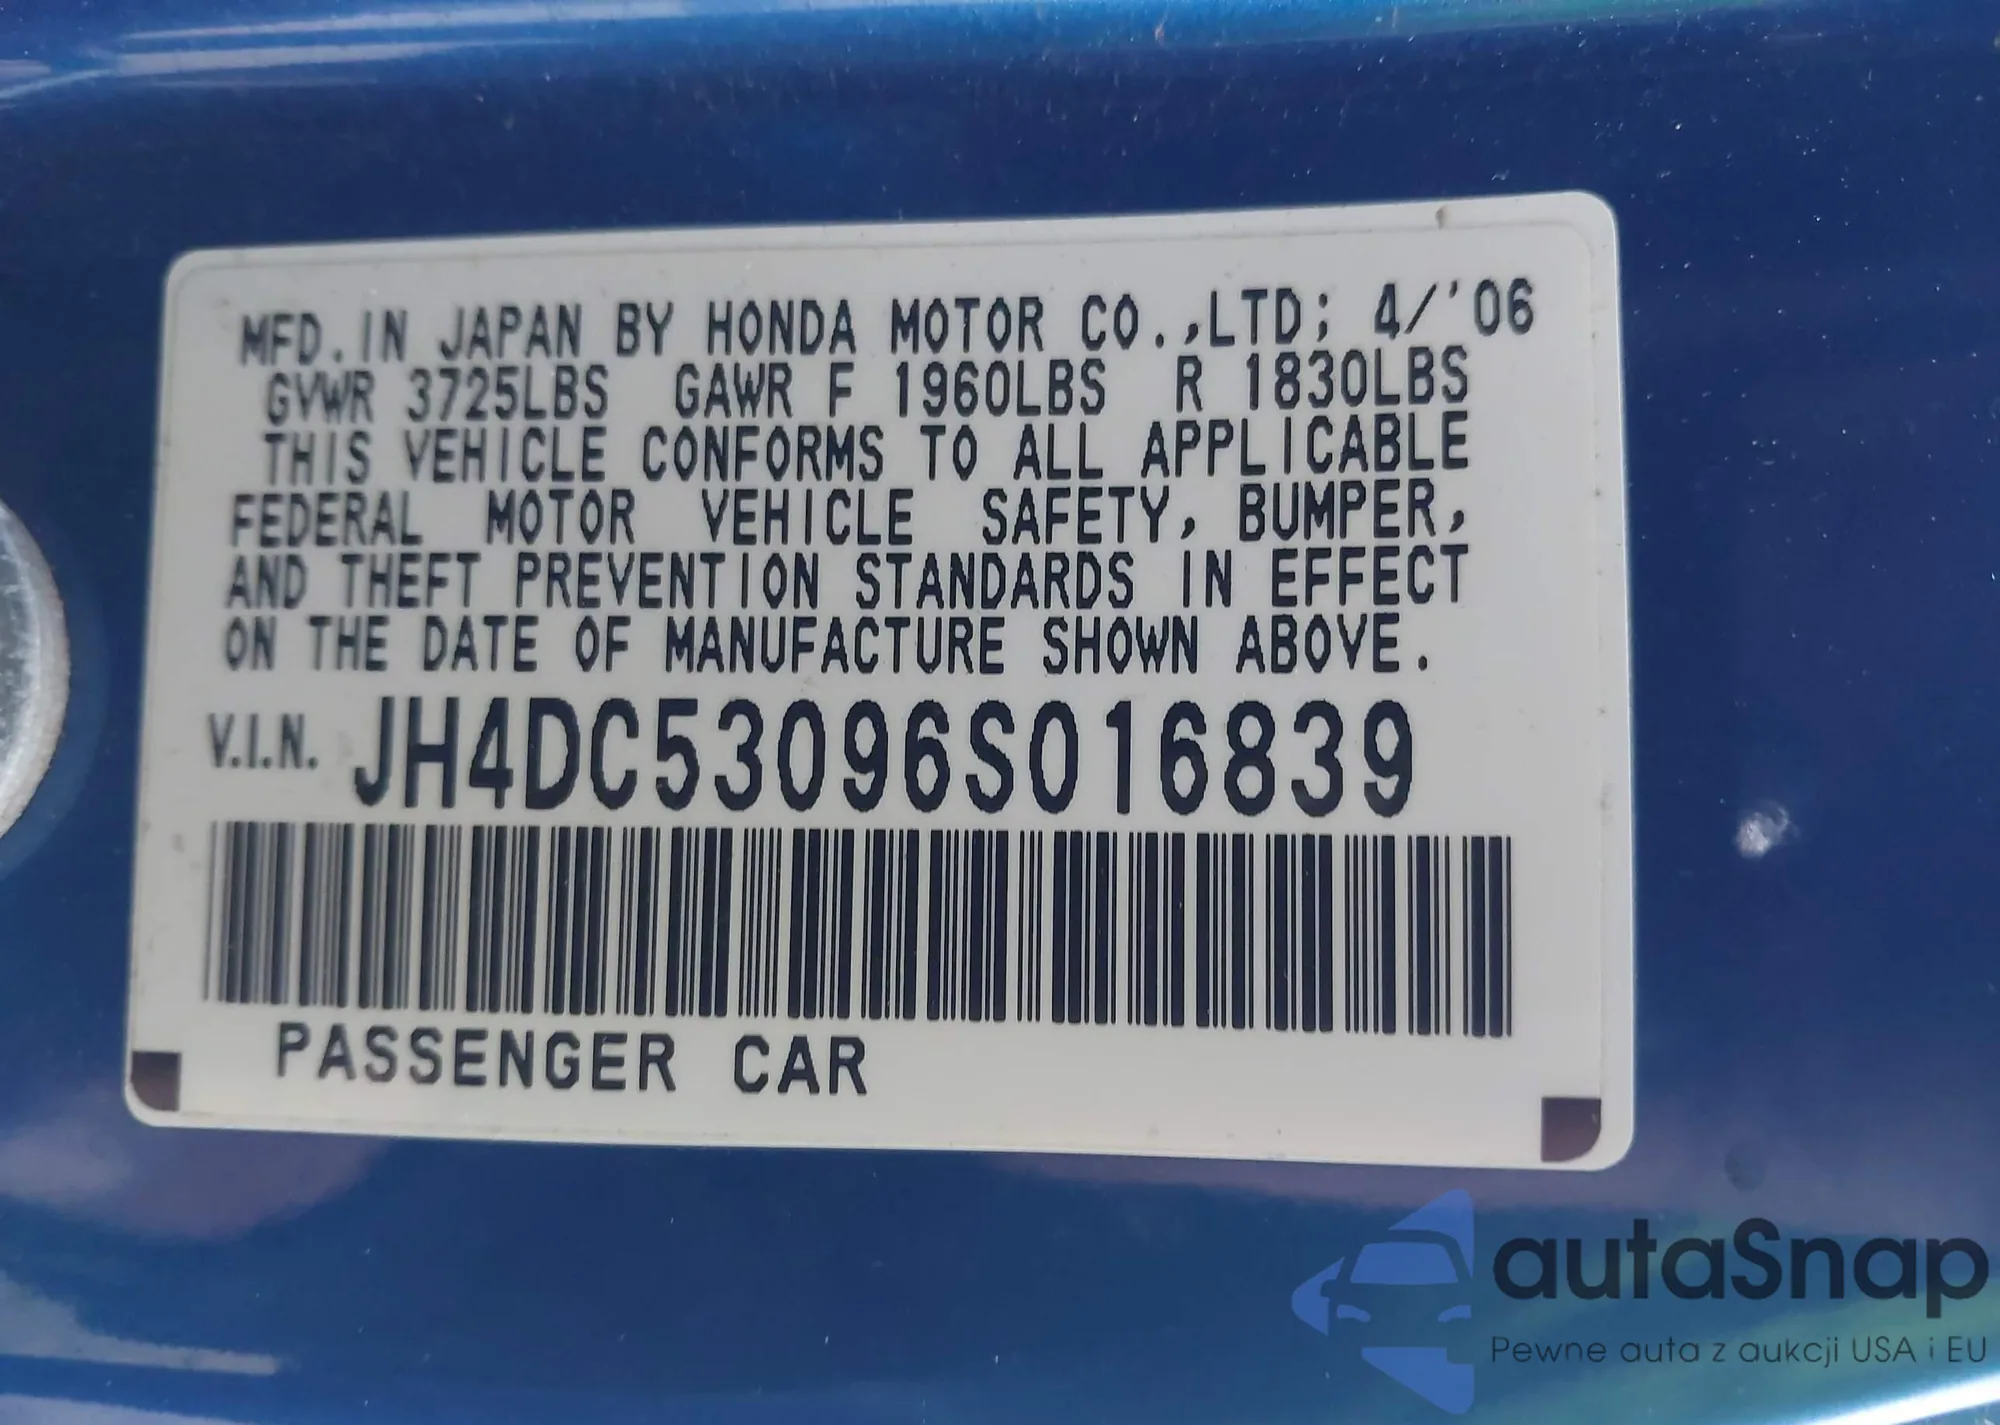 MFD. IN JAPAN BY HONDA MOTOR CO.,LTD; 4/'06
GVWR 3725LBS GAWR F 1960LBS R 1830LBS
THIS VEHICLE CONFORMS TO ALL APPLICABLE
FEDERAL MOTOR VEHICLE SAFETY, BUMPER,
AND THEFT PREVENTION STANDARDS IN EFFECT
ON THE DATE OF MANUFACTURE SHOWN ABOVE.
V.I.N. JH4DC53096S016839
PASSENGER CAR
autaSnap
Pewne auta z aukcji USA i EU